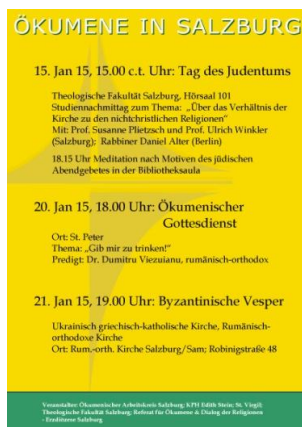 ÖKUMENE IN SALZBURG
15. Jan 15, 15.00 c.t. Uhr: Tag des Judentums
Theologische Fakultät Salzburg, Hörsaal 101
Studiennachmittag zum Thema: „Über das Verhältnis der
Kirche zu den nichtchristlichen Religionen"
Mit: Prof. Susanne Plietzsch und Prof. Ulrich Winkler
(Salzburg); Rabbiner Daniel Alter (Berlin)
18.15 Uhr Meditation nach Motiven des jüdischen
Abendgebetes in der Bibliotheksaula
20. Jan 15, 18.00 Uhr: Ökumenischer
Gottesdienst
Ort: St. Peter
Thema: „Gib mir zu trinken!"
Predigt: Dr. Dumitru Viezuianu, rumänisch-orthodox
21. Jan 15, 19.00 Uhr: Byzantinische Vesper
Ukrainisch griechisch-katholische Kirche, Rumänisch-
orthodoxe Kirche
Ort: Rum.-orth. Kirche Salzburg/Sam; Robinigstraße 48
Veranstalter: Ökumenischer Arbeitskreis Salzburg; KPH Edith Stein; St. Virgil;
Theologische Fakultät Salzburg; Referat für Ökumene & Dialog der Religionen
- Erzdiözese Salzburg